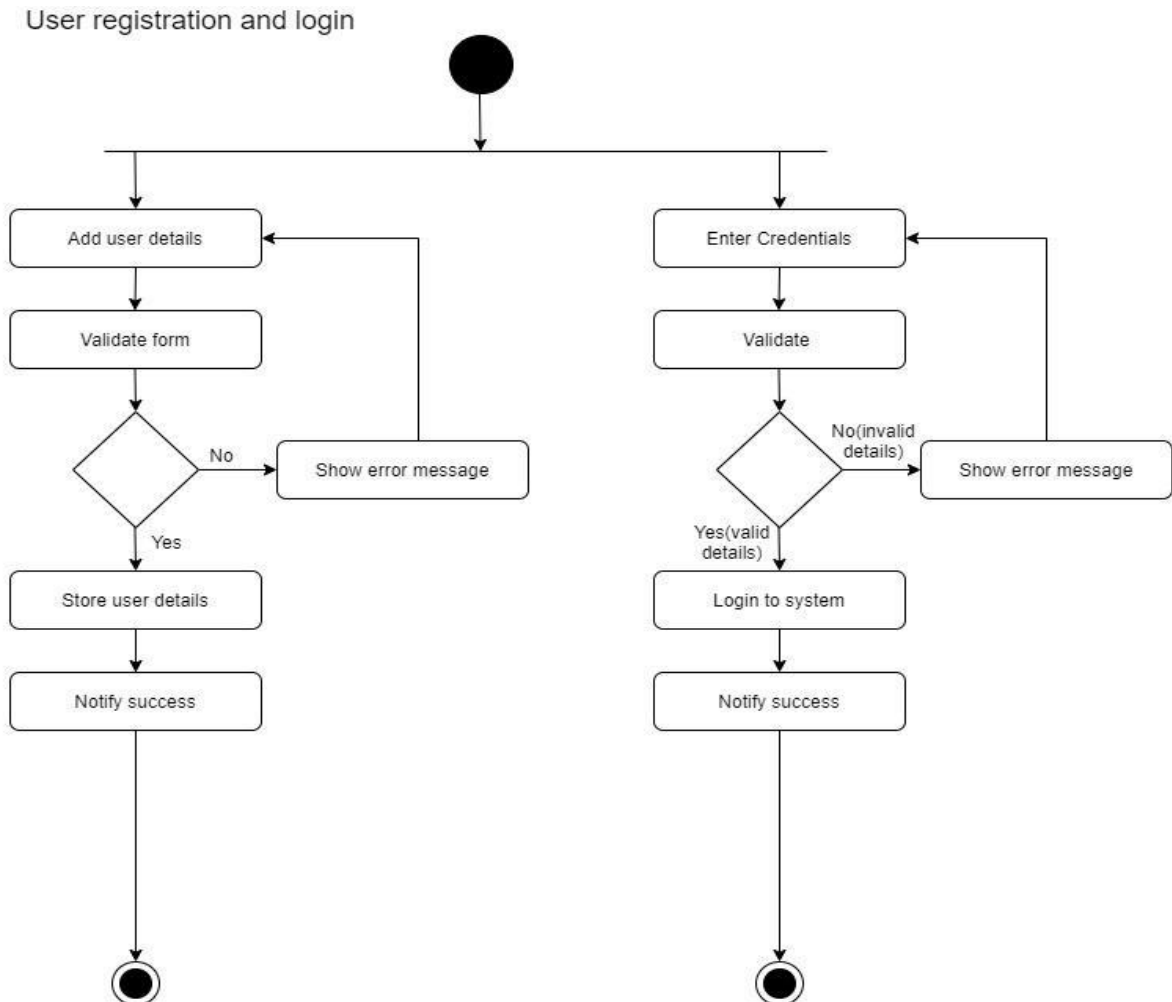 User registration and login
Add user details
Enter Credentials
Validate form
Validate
No
Show error message
No(invalid
details)
Show error message
Yes
Yes(valid
details)
Store user details
Login to system
Notify success
Notify success